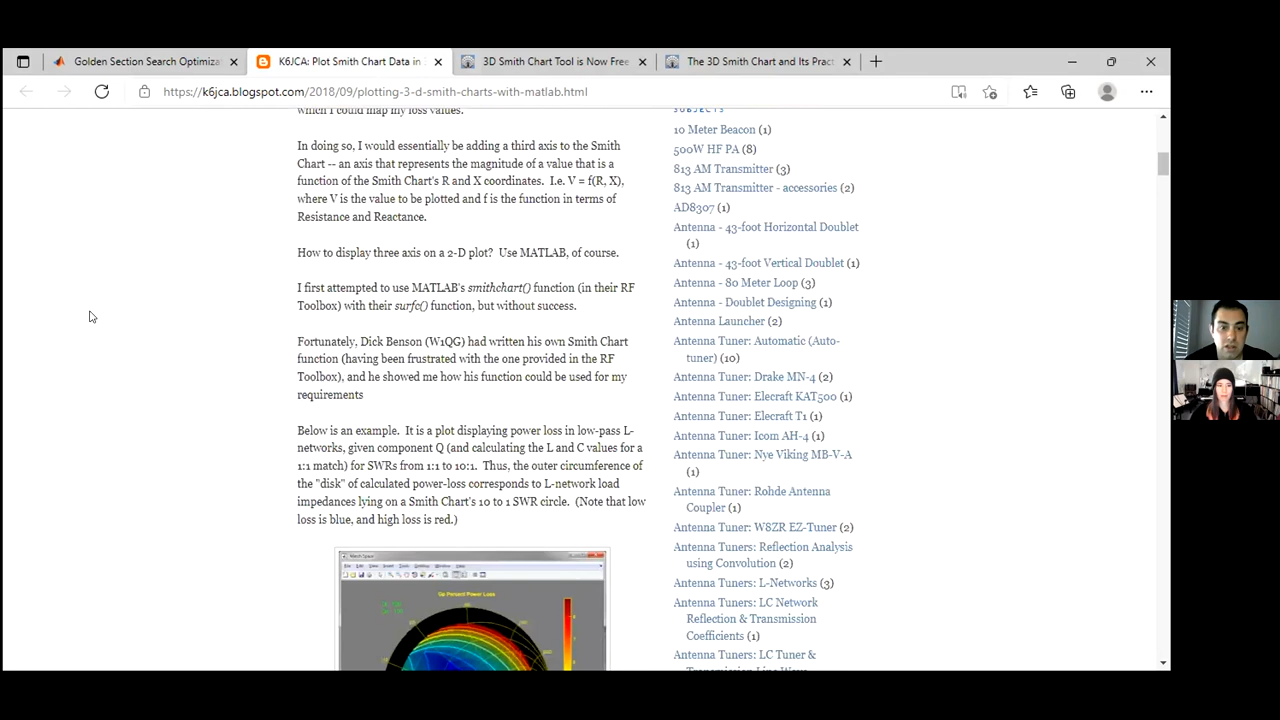 Golden Section Search Optimiza
K6JCA: Plot Smith Chart Data in
3D Smith Chart Tool is Now Free
The 3D Smith Chart and Its Pract
https://k6jca.blogspot.com/2018/09/plotting-3-d-smith-charts-with-matlab.html
which I could map my loss values.
In doing so, I would essentially be adding a third axis to the Smith
Chart -- an axis that represents the magnitude of a value that is a
function of the Smith Chart's R and X coordinates.  I.e. V = f(R, X),
where V is the value to be plotted and f is the function in terms of
Resistance and Reactance.
How to display three axis on a 2-D plot?  Use MATLAB, of course.
I first attempted to use MATLAB's smithchart() function (in their RF
Toolbox) with their surfc() function, but without success.
Fortunately, Dick Benson (W1QG) had written his own Smith Chart
function (having been frustrated with the one provided in the RF
Toolbox), and he showed me how his function could be used for my
requirements
Below is an example.  It is a plot displaying power loss in low-pass L-
networks, given component Q (and calculating the L and C values for a
1:1 match) for SWRs from 1:1 to 10:1.  Thus, the outer circumference of
the "disk" of calculated power-loss corresponds to L-network load
impedances lying on a Smith Chart's 10 to 1 SWR circle.  (Note that low
loss is blue, and high loss is red.)
SUBJECTS
10 Meter Beacon (1)
500W HF PA (8)
813 AM Transmitter (3)
813 AM Transmitter - accessories (2)
AD8307 (1)
Antenna - 43-foot Horizontal Doublet
(1)
Antenna - 43-foot Vertical Doublet (1)
Antenna - 80 Meter Loop (3)
Antenna - Doublet Designing (1)
Antenna Launcher (2)
Antenna Tuner: Automatic (Auto-
tuner) (10)
Antenna Tuner: Drake MN-4 (2)
Antenna Tuner: Elecraft KAT500 (1)
Antenna Tuner: Elecraft T1 (1)
Antenna Tuner: Icom AH-4 (1)
Antenna Tuner: Nye Viking MB-V-A
(1)
Antenna Tuner: Rohde Antenna
Coupler (1)
Antenna Tuner: W8ZR EZ-Tuner (2)
Antenna Tuners: Reflection Analysis
using Convolution (2)
Antenna Tuners: L-Networks (3)
Antenna Tuners: LC Network
Reflection & Transmission
Coefficients (1)
Antenna Tuners: LC Tuner &